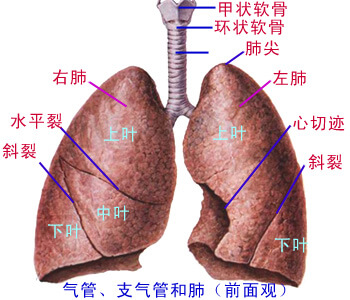 甲状软骨
环状软骨
肺尖
右肺
左肺
水平裂
上叶
上叶
心切迹
斜裂
斜裂
中叶
下叶
下叶
气管、支气管和肺（前面观）